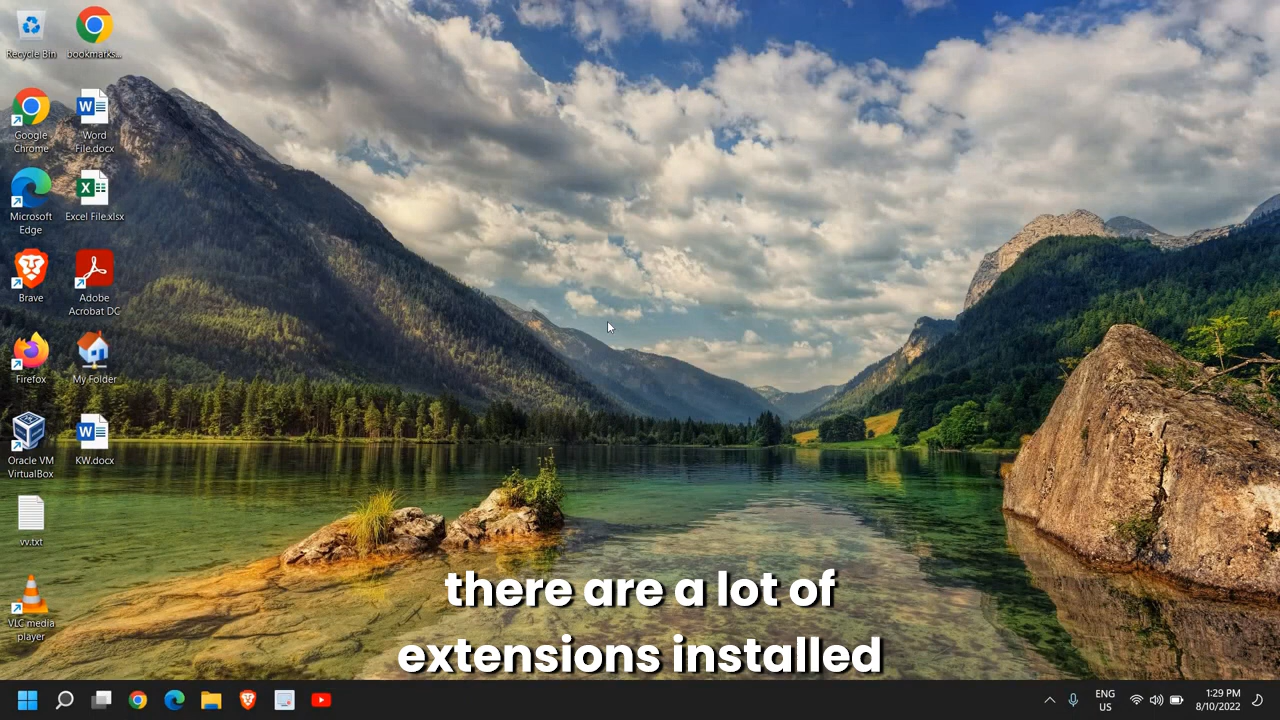 Recycle Bin
bookmarks...
Google
Chrome
Word
File.docx
Microsoft
Edge
Excel File.xlsx
Brave
Adobe
Acrobat DC
Firefox
My Folder
Oracle VM
VirtualBox
KW.docx
vv.txt
VLC media
player
there are a lot of
extensions installed
ENG
US
1:29 PM
8/10/2022